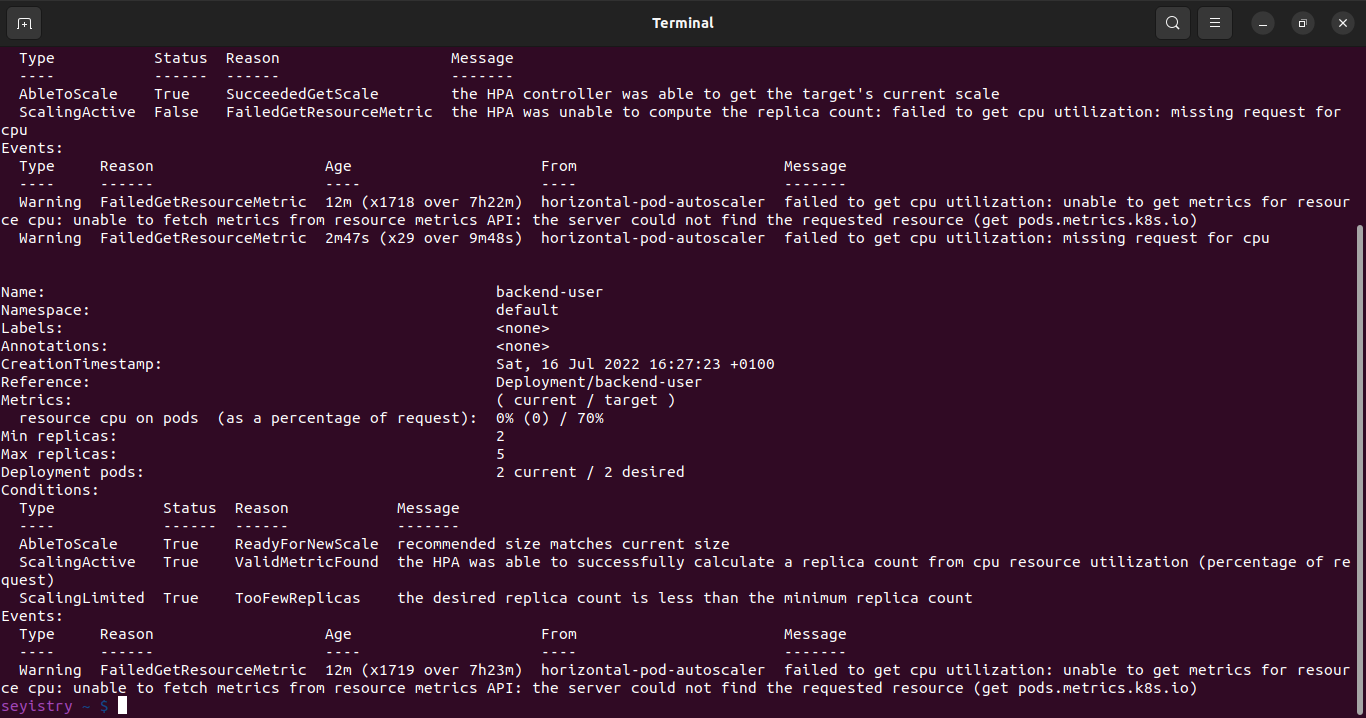 Terminal
  Type           Status  Reason                   Message
  ----           ------  ------                   -------
  AbleToScale    True    SucceededGetScale        the HPA controller was able to get the target's current scale
  ScalingActive  False   FailedGetResourceMetric  the HPA was unable to compute the replica count: failed to get cpu utilization: missing request for
cpu
Events:
  Type     Reason                   Age                     From                       Message
  ----     ------                   ----                    ----                       -------
  Warning  FailedGetResourceMetric  12m (x1718 over 7h22m)  horizontal-pod-autoscaler  failed to get cpu utilization: unable to get metrics for resour
ce cpu: unable to fetch metrics from resource metrics API: the server could not find the requested resource (get pods.metrics.k8s.io)
  Warning  FailedGetResourceMetric  2m47s (x29 over 9m48s)  horizontal-pod-autoscaler  failed to get cpu utilization: missing request for cpu
Name:                                                  backend-user
Namespace:                                             default
Labels:                                                <none>
Annotations:                                           <none>
CreationTimestamp:                                     Sat, 16 Jul 2022 16:27:23 +0100
Reference:                                             Deployment/backend-user
Metrics:                                               ( current / target )
  resource cpu on pods  (as a percentage of request):  0% (0) / 70%
Min replicas:                                          2
Max replicas:                                          5
Deployment pods:                                       2 current / 2 desired
Conditions:
  Type            Status  Reason            Message
  ----            ------  ------            -------
  AbleToScale     True    ReadyForNewScale  recommended size matches current size
  ScalingActive   True    ValidMetricFound  the HPA was able to successfully calculate a replica count from cpu resource utilization (percentage of re
quest)
  ScalingLimited  True    TooFewReplicas    the desired replica count is less than the minimum replica count
Events:
  Type     Reason                   Age                     From                       Message
  ----     ------                   ----                    ----                       -------
  Warning  FailedGetResourceMetric  12m (x1719 over 7h23m)  horizontal-pod-autoscaler  failed to get cpu utilization: unable to get metrics for resour
ce cpu: unable to fetch metrics from resource metrics API: the server could not find the requested resource (get pods.metrics.k8s.io)
seyistry ~ $